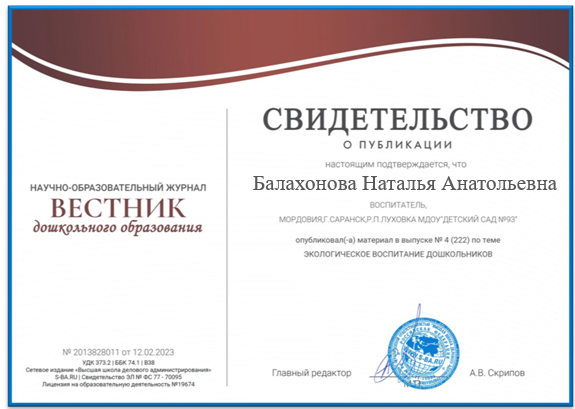 СВИДЕТЕЛЬСТВО
О ПУБЛИКАЦИИ
настоящим подтверждается, что
Балахонова Наталья Анатольевна
ВОСПИТАТЕЛЬ,
МОРДОВИЯ,Г.САРАНСК,Р.П.ЛУХОВКА МДОУ"ДЕТСКИЙ САД №93"
опубликовал(-а) материал в выпуске № 4 (222) по теме
ЭКОЛОГИЧЕСКОЕ ВОСПИТАНИЕ ДОШКОЛЬНИКОВ
НАУЧНО-ОБРАЗОВАТЕЛЬНЫЙ ЖУРНАЛ
ВЕСТНИК
дошкольного образования
№ 2013828011 от 12.02.2023
УДК 373.2 | ББК 74.1 | В38
Сетевое издание «Высшая школа делового администрирования»
S-BA.RU | Свидетельство ЭЛ № ФС 77 - 70095
Лицензия на образовательную деятельность №19674
Главный редактор
А.В. Скрипов